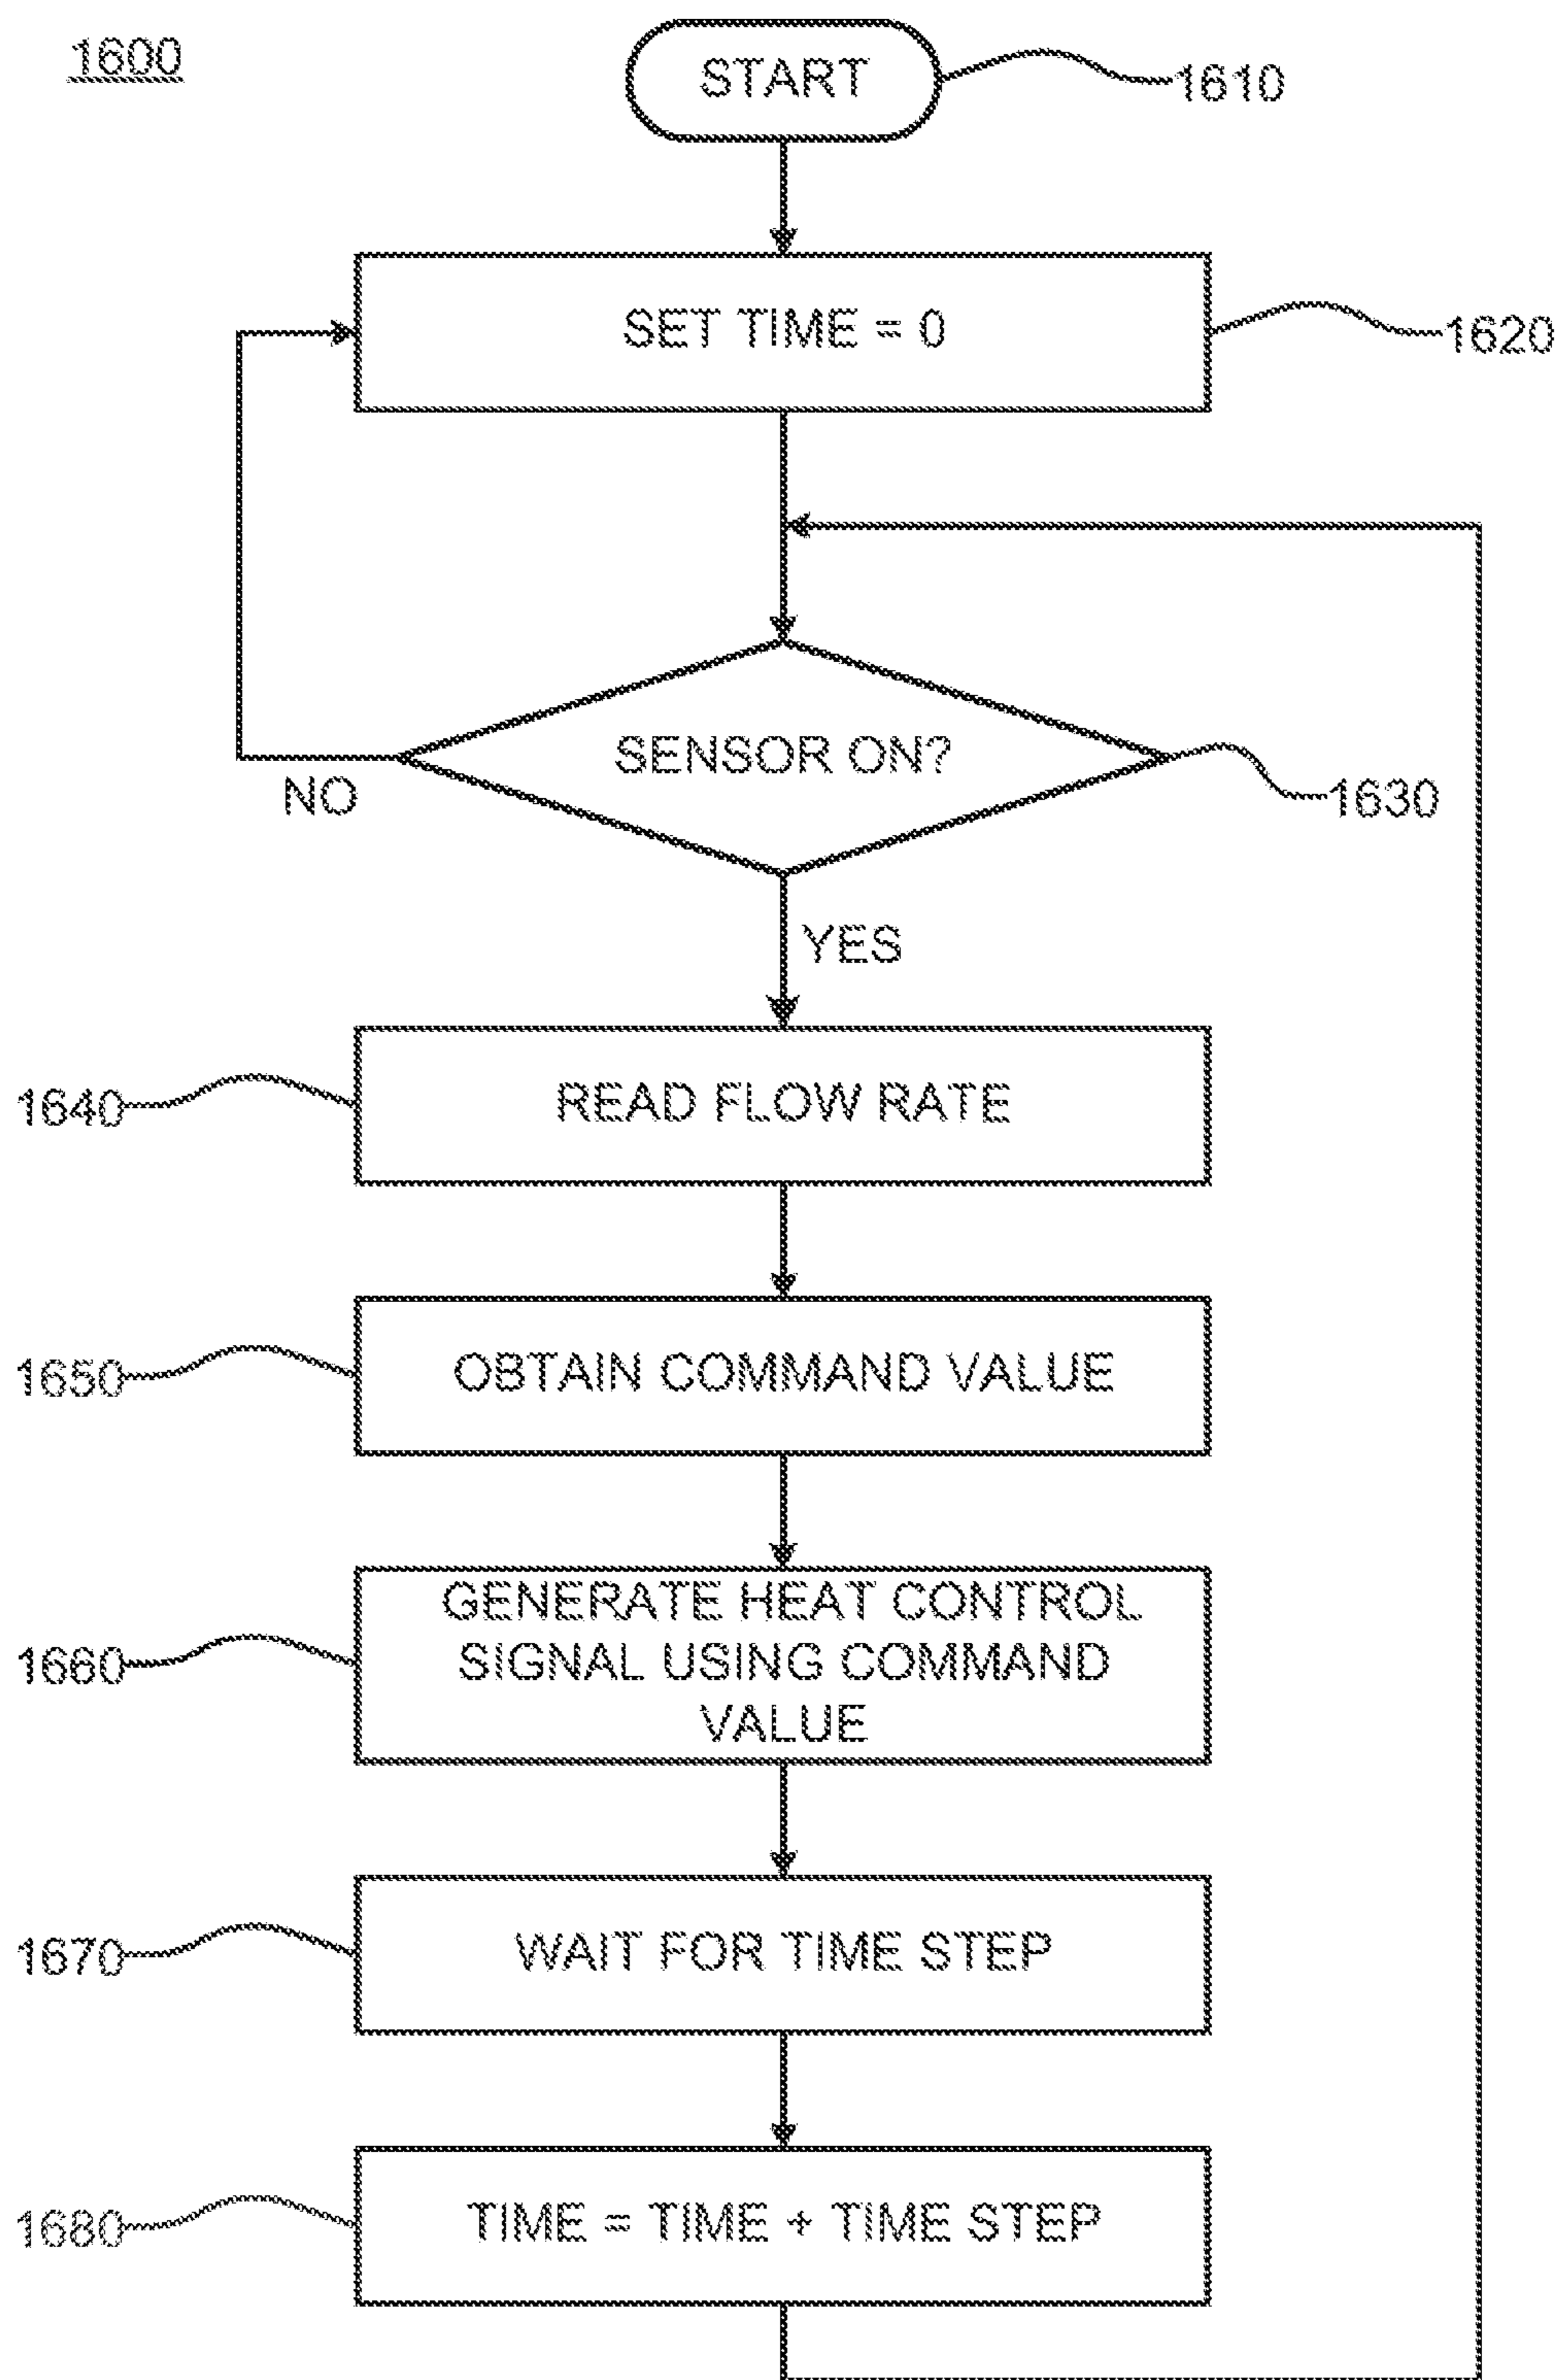 1600
START
1610
SET TIME = 0
1620
SENSOR ON?
1630
NO
YES
1640
READ FLOW RATE
1650
OBTAIN COMMAND VALUE
1660
GENERATE HEAT CONTROL
SIGNAL USING COMMAND
VALUE
1670
WAIT FOR TIME STEP
1680
TIME = TIME + TIME STEP